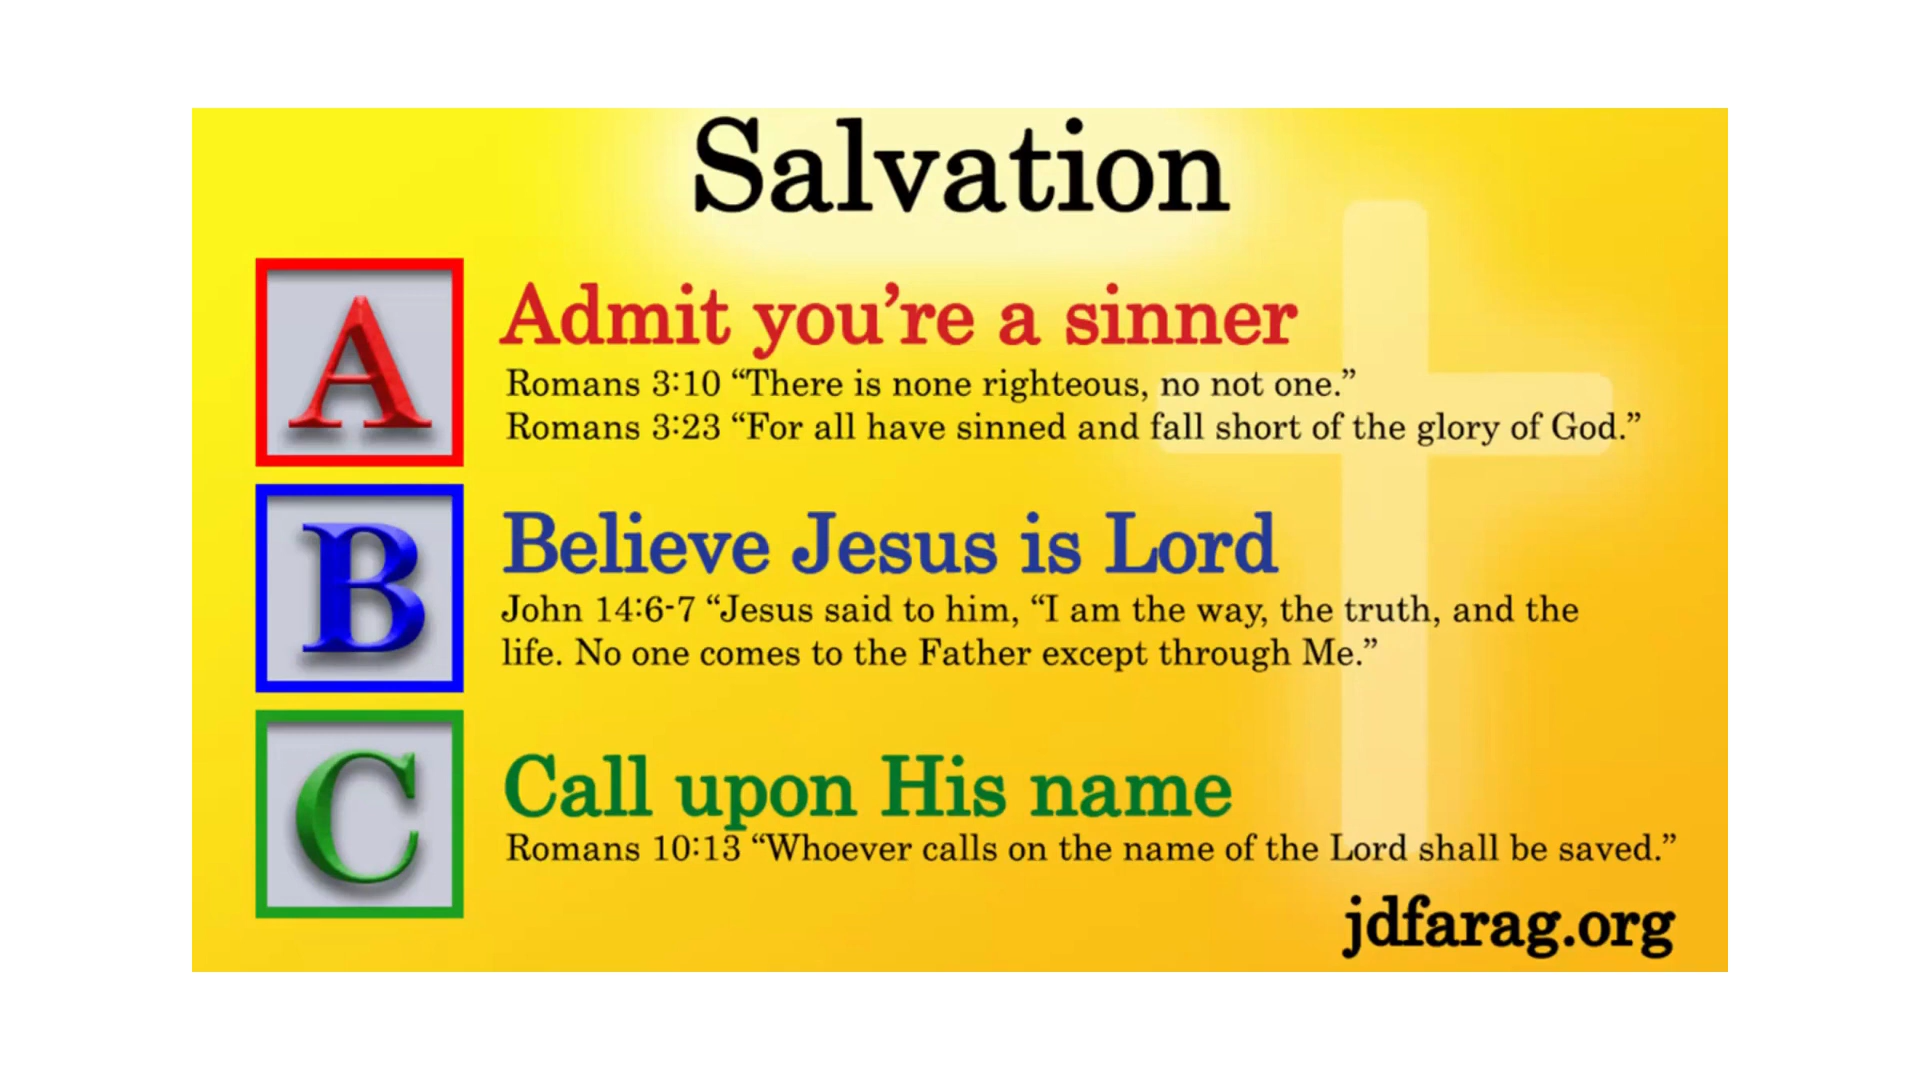 Salvation
A
Admit you’re a sinner
Romans 3:10 “There is none righteous, no not one.”
Romans 3:23 “For all have sinned and fall short of the glory of God.”
B
Believe Jesus is Lord
John 14:6-7 “Jesus said to him, “I am the way, the truth, and the
life. No one comes to the Father except through Me.”
C
Call upon His name
Romans 10:13 “Whoever calls on the name of the Lord shall be saved.”
jdfarag.org